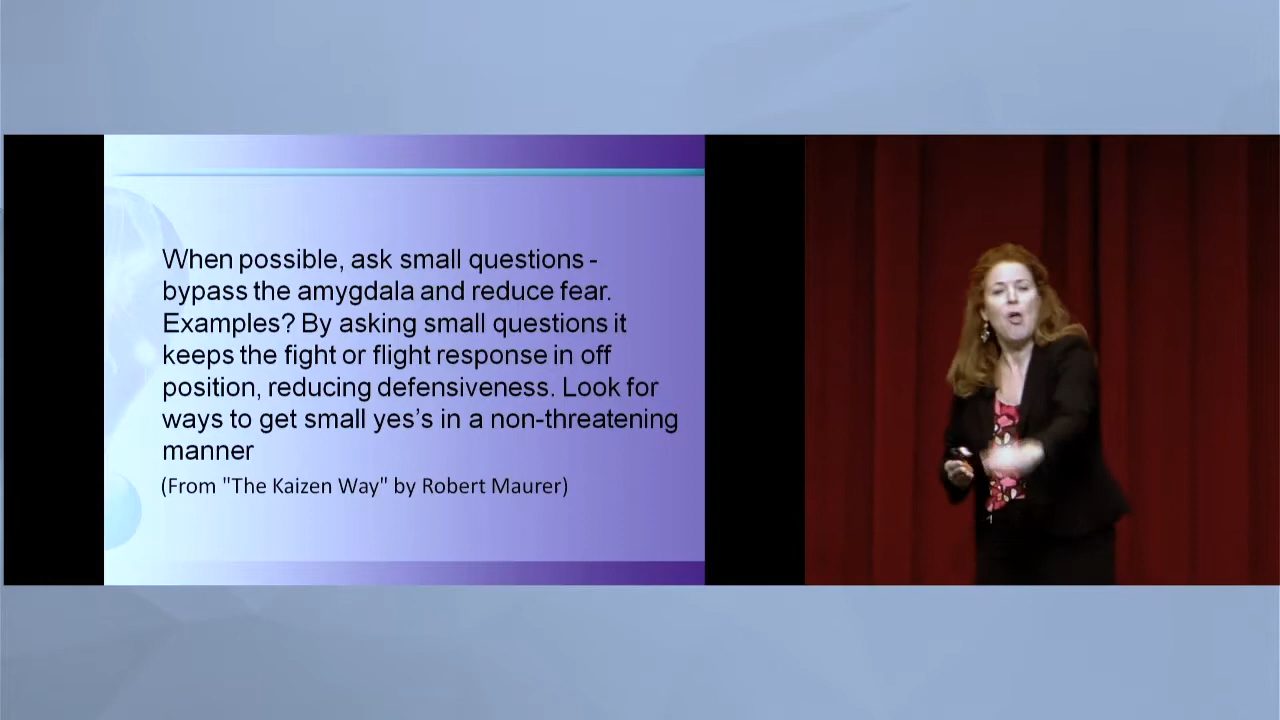 When possible, ask small questions -
bypass the amygdala and reduce fear.
Examples? By asking small questions it
keeps the fight or flight response in off
position, reducing defensiveness. Look for
ways to get small yes’s in a non-threatening
manner
(From "The Kaizen Way" by Robert Maurer)